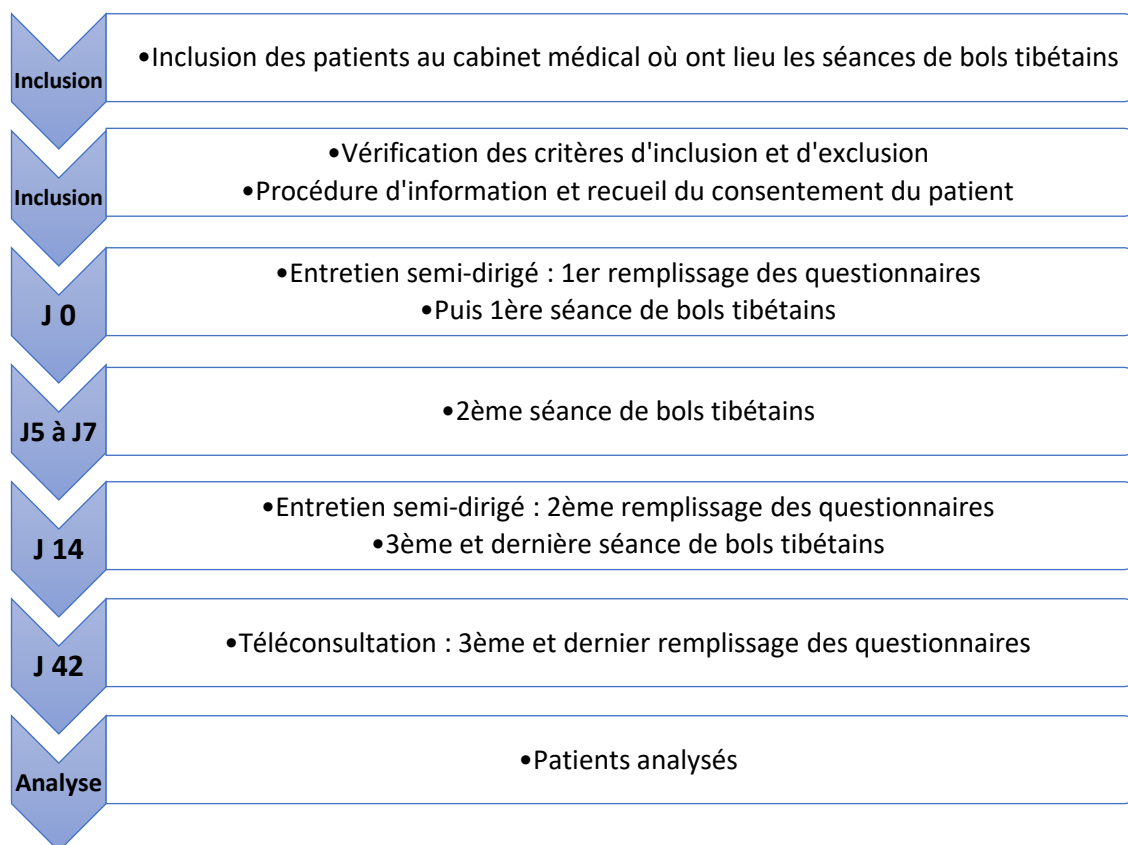 Inclusion
•Inclusion des patients au cabinet médical où ont lieu les séances de bols tibétains
Inclusion
•Vérification des critères d'inclusion et d'exclusion
•Procédure d'information et recueil du consentement du patient
J 0
•Entretien semi-dirigé : 1er remplissage des questionnaires
•Puis 1ère séance de bols tibétains
J5 à J7
•2ème séance de bols tibétains
J 14
•Entretien semi-dirigé : 2ème remplissage des questionnaires
•3ème et dernière séance de bols tibétains
J 42
•Téléconsultation : 3ème et dernier remplissage des questionnaires
Analyse
•Patients analysés